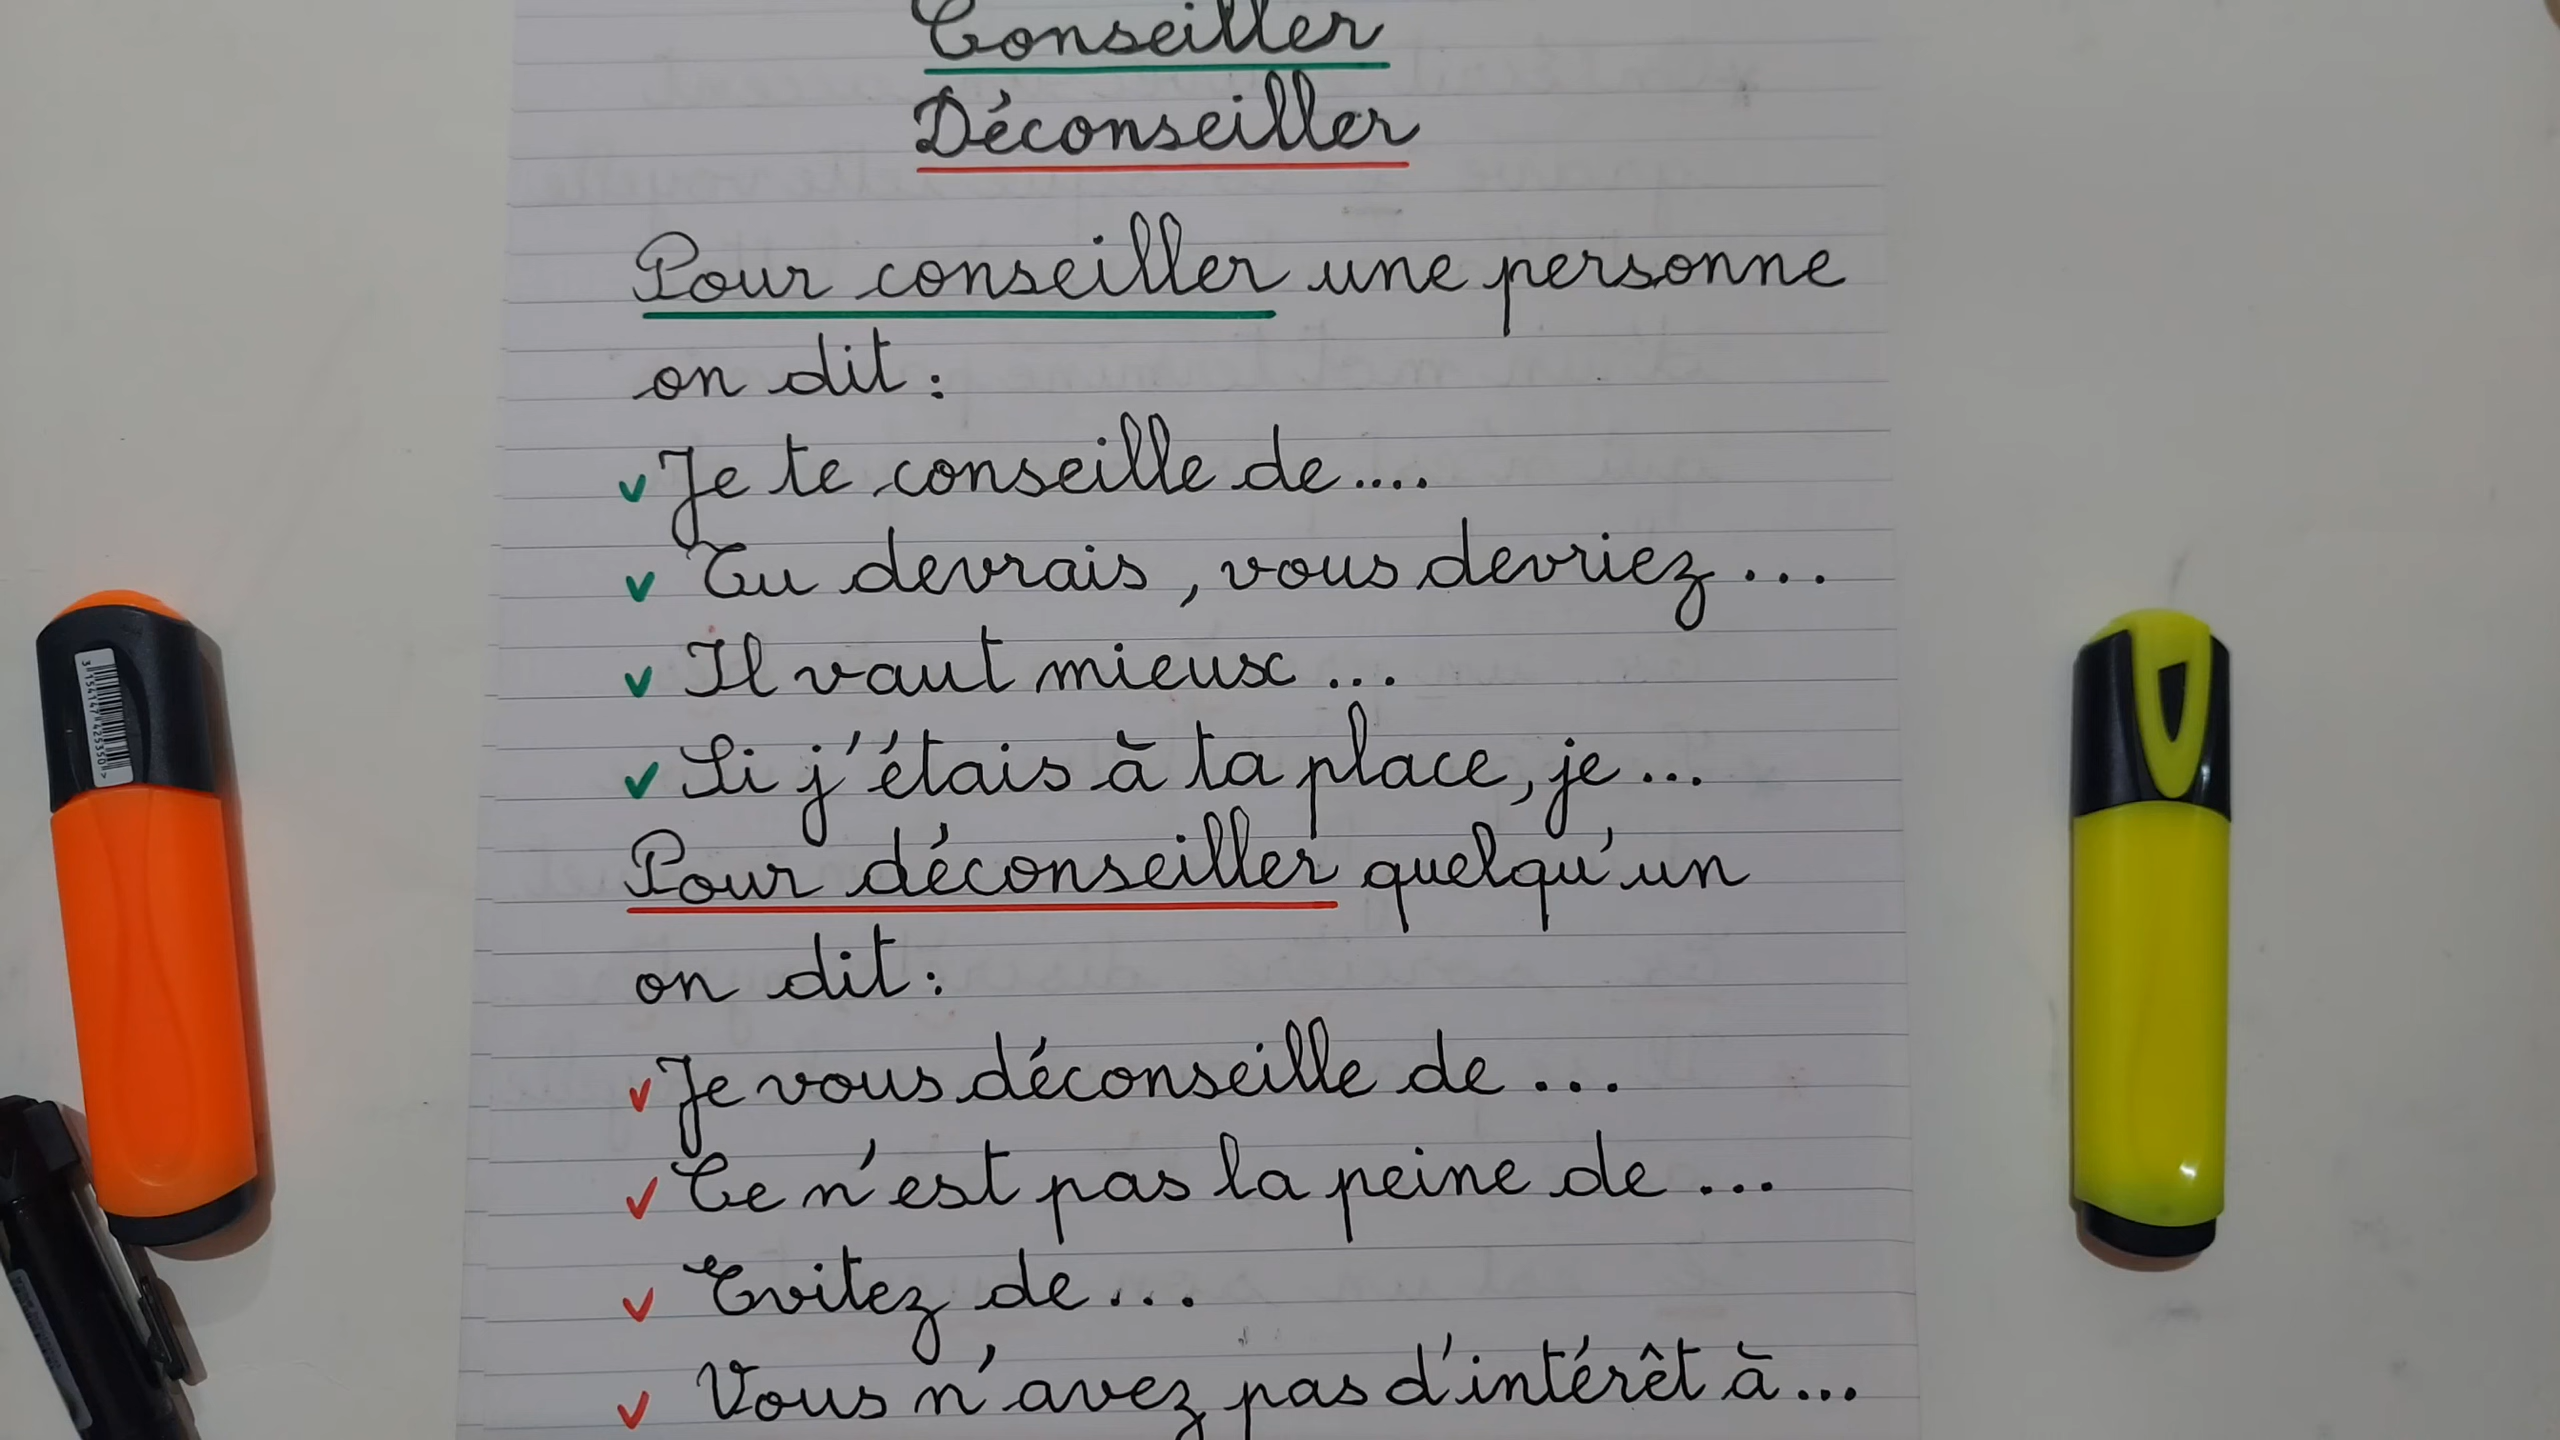 Conseiller
Déconseiller
Pour conseiller une personne
on dit :
✓ Je te conseille de....
✓ Tu devrais, vous devriez ...
✓ Il vaut mieux ...
✓ Si j'étais à ta place, je ...
Pour déconseiller quelqu'un
on dit :
✓ Je vous déconseille de ...
✓ Ce n'est pas la peine de ...
✓ Evitez de ...
✓ Vous n'avez pas d'intérêt à ...